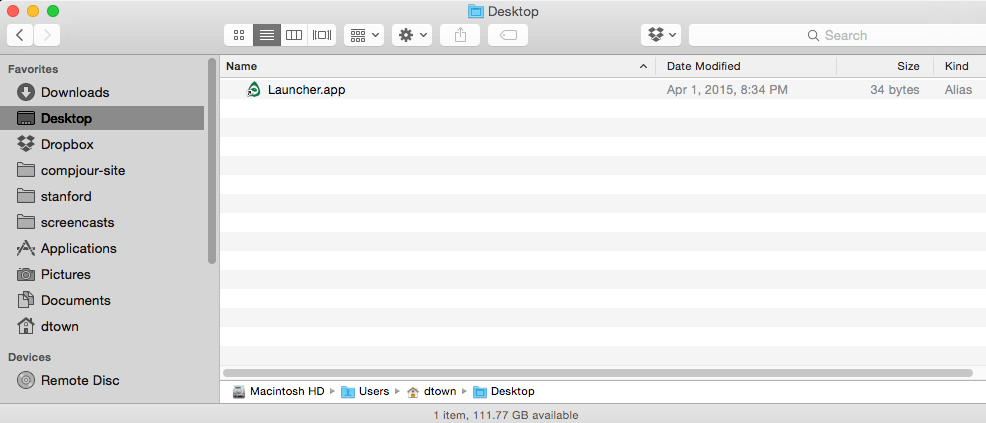 Desktop
Search
Favorites
Downloads
Desktop
Dropbox
compjour-site
stanford
screencasts
Applications
Pictures
Documents
dtown
Devices
Remote Disc
Name Date Modified Size Kind
Launcher.app Apr 1, 2015, 8:34 PM 34 bytes Alias
Macintosh HD Users dtown Desktop
1 item, 111.77 GB available